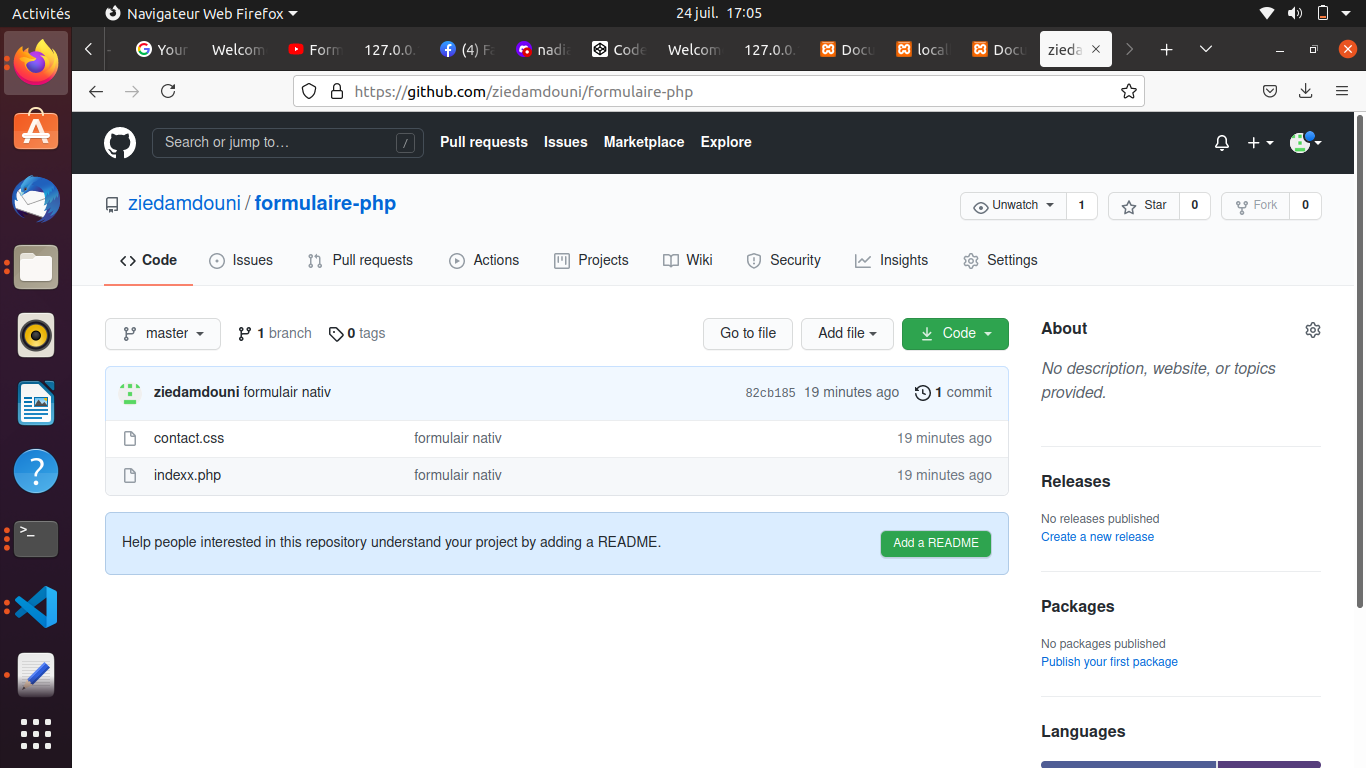 Activités Navigateur Web Firefox 24 juil. 17:05
Your Welcom Form 127.0.0. (4) Fa nadia Code Welcom 127.0.0. Docu local Docu zieda
https://github.com/ziedamdouni/formulaire-php
Search or jump to… / Pull requests Issues Marketplace Explore
ziedamdouni / formulaire-php Unwatch 1 Star 0 Fork 0
Code Issues Pull requests Actions Projects Wiki Security Insights Settings
master 1 branch 0 tags Go to file Add file Code
ziedamdouni formulair nativ 82cb185 19 minutes ago 1 commit
contact.css formulair nativ 19 minutes ago
indexx.php formulair nativ 19 minutes ago
Help people interested in this repository understand your project by adding a README. Add a README
About
No description, website, or topics
provided.
Releases
No releases published
Create a new release
Packages
No packages published
Publish your first package
Languages